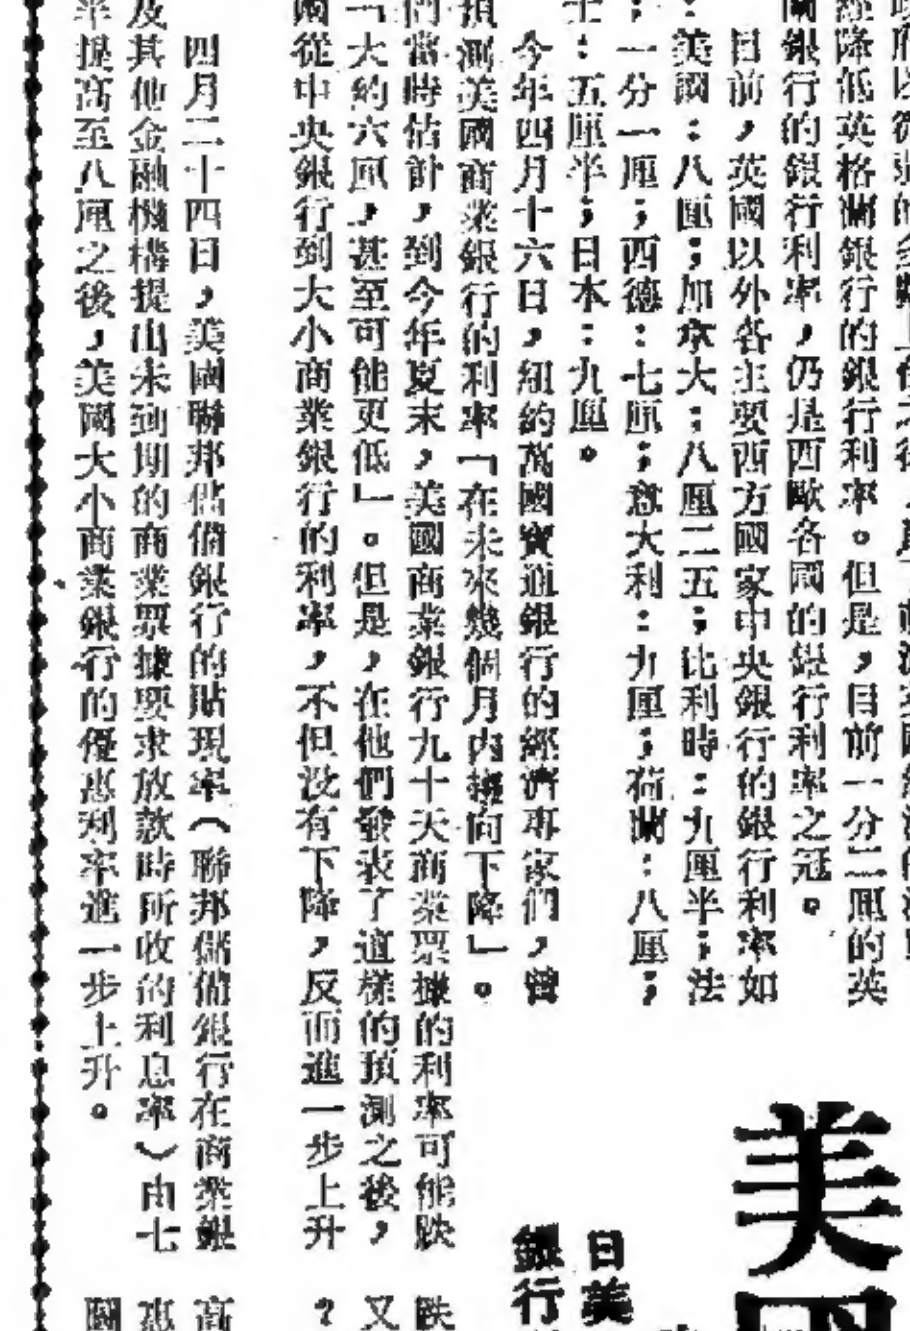 經降低英格蘭銀行的銀行利率。但是，目前一分二厘的英
蘭銀行的銀行利率，仍是西歐各國的銀行利率之冠。
目前，英國以外各主要西方國家中央銀行的銀行利率如
：美國：八厘；加拿大：八厘二五；比利時：九厘半；法
；一分一厘；西德：七厘；意大利：九厘；荷蘭：八厘；
士：五厘半；日本：九厘。
今年四月十六日，紐約萬國寶通銀行的經濟專家們，曾
預測美國商業銀行的利率「在未來幾個月內趨向下降」。
們當時估計，到今年夏末，美國商業銀行九十天商業票據的利率可能跌
「大約六厘，甚至可能更低」。但是，在他們發表了這樣的預測之後，
國從中央銀行到大小商業銀行的利率，不但没有下降，反而進一步上升
四月二十四日，美國聯邦儲備銀行的貼現率（聯邦儲備銀行在商業銀
及其他金融機構提出未到期的商業票據要求放款時所收的利息率）由七
半提高至八厘之後，美國大小商業銀行的優惠利率進一步上升。
美國
日美
銀行
跌
又
？
高
惠
國